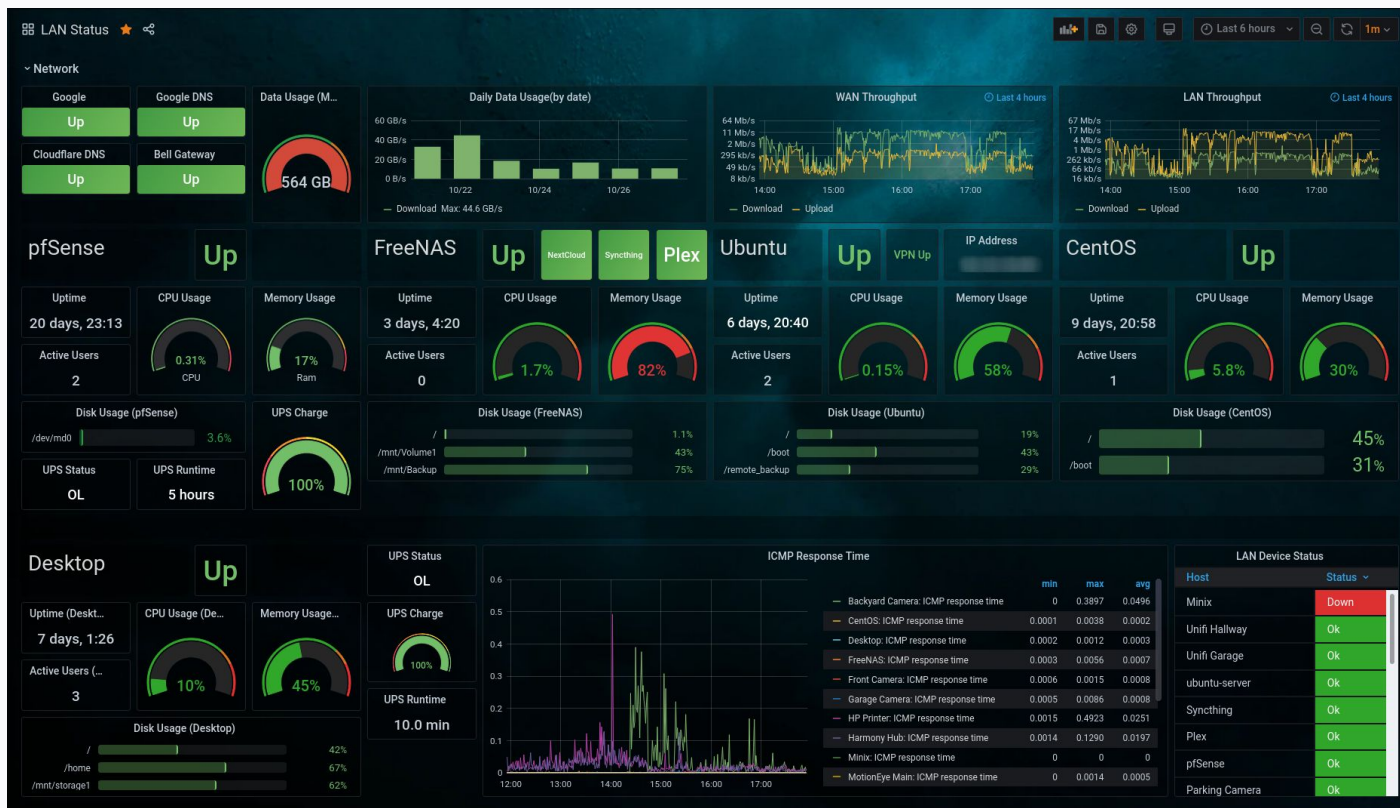 LAN Status
Last 6 hours
1m
Network
Google
Up
Google DNS
Up
Cloudflare DNS
Up
Bell Gateway
Up
Data Usage (M...
564 GB
Daily Data Usage(by date)
60 GB/s
40 GB/s
20 GB/s
0 B/s
10/22 10/24 10/26
Download Max: 44.6 GB/s
WAN Throughput
Last 4 hours
64 Mb/s
11 Mb/s
2 Mb/s
295 kb/s
49 kb/s
8 kb/s
14:00 15:00 16:00 17:00
Download Upload
LAN Throughput
Last 4 hours
67 Mb/s
17 Mb/s
4 Mb/s
1 Mb/s
262 kb/s
66 kb/s
16 kb/s
14:00 15:00 16:00 17:00
Download Upload
pfSense
Up
Uptime
20 days, 23:13
Active Users
2
CPU Usage
0.31%
CPU
Memory Usage
17%
Ram
Disk Usage (pfSense)
/dev/md0 3.6%
UPS Status
OL
UPS Runtime
5 hours
UPS Charge
100%
FreeNAS
Up
NextCloud
Syncthing
Plex
Uptime
3 days, 4:20
Active Users
0
CPU Usage
1.7%
Memory Usage
82%
Disk Usage (FreeNAS)
/ 1.1%
/mnt/Volume1 43%
/mnt/Backup 75%
Ubuntu
Up
VPN Up
IP Address
Uptime
6 days, 20:40
Active Users
2
CPU Usage
0.15%
Memory Usage
58%
Disk Usage (Ubuntu)
/ 19%
/boot 43%
/remote_backup 29%
CentOS
Up
Uptime
9 days, 20:58
Active Users
1
CPU Usage
5.8%
Memory Usage
30%
Disk Usage (CentOS)
/ 45%
/boot 31%
Desktop
Up
Uptime (Deskt...
7 days, 1:26
Active Users (...
3
CPU Usage (De...
10%
Memory Usage...
45%
Disk Usage (Desktop)
/ 42%
/home 67%
/mnt/storage1 62%
UPS Status
OL
UPS Charge
100%
UPS Runtime
10.0 min
ICMP Response Time
0.6
0.5
0.4
0.3
0.2
0.1
0
12:00 13:00 14:00 15:00 16:00 17:00
min max avg
Backyard Camera: ICMP response time 0 0.3897 0.0496
CentOS: ICMP response time 0.0001 0.0038 0.0002
Desktop: ICMP response time 0.0002 0.0012 0.0003
FreeNAS: ICMP response time 0.0003 0.0056 0.0007
Front Camera: ICMP response time 0.0006 0.0015 0.0008
Garage Camera: ICMP response time 0.0005 0.0086 0.0008
HP Printer: ICMP response time 0.0015 0.4923 0.0251
Harmony Hub: ICMP response time 0.0014 0.1290 0.0197
Minix: ICMP response time 0 0 0
MotionEye Main: ICMP response time 0 0.0014 0.0005
LAN Device Status
Host Status
Minix Down
Unifi Hallway Ok
Unifi Garage Ok
ubuntu-server Ok
Syncthing Ok
Plex Ok
pfSense Ok
Parking Camera Ok